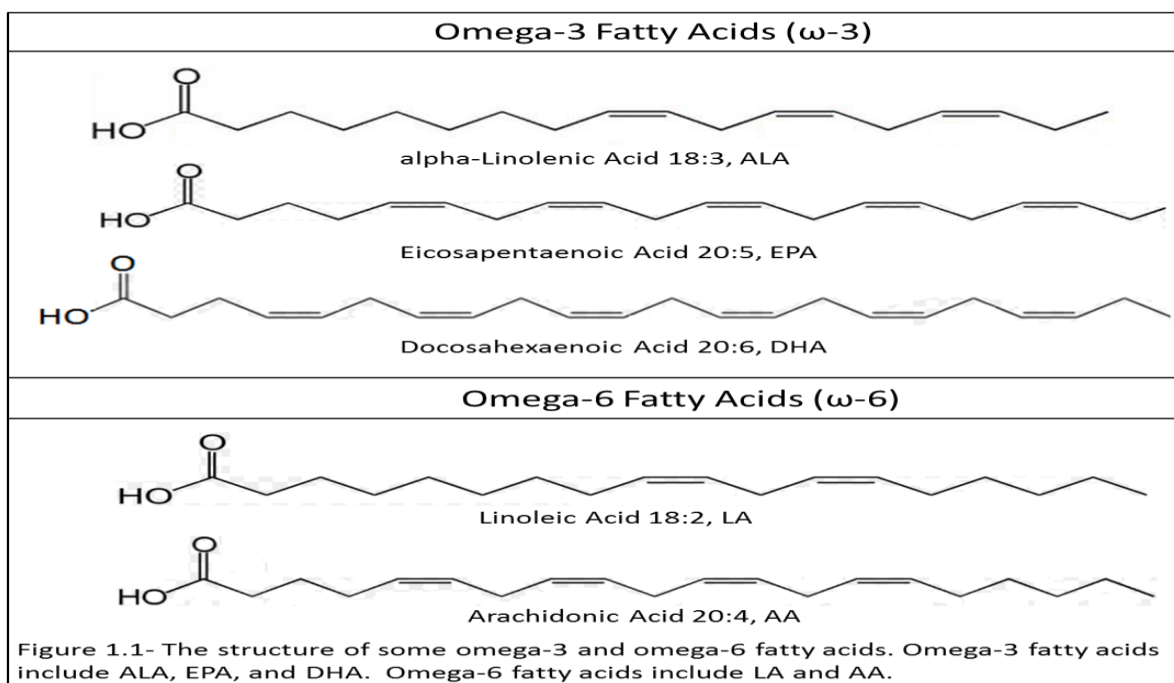 Omega-3 Fatty Acids (ω-3)
O
HO
alpha-Linolenic Acid 18:3, ALA
O
HO
Eicosapentaenoic Acid 20:5, EPA
O
HO
Docosahexaenoic Acid 20:6, DHA
Omega-6 Fatty Acids (ω-6)
O
HO
Linoleic Acid 18:2, LA
O
HO
Arachidonic Acid 20:4, AA
Figure 1.1- The structure of some omega-3 and omega-6 fatty acids. Omega-3 fatty acids
include ALA, EPA, and DHA. Omega-6 fatty acids include LA and AA.